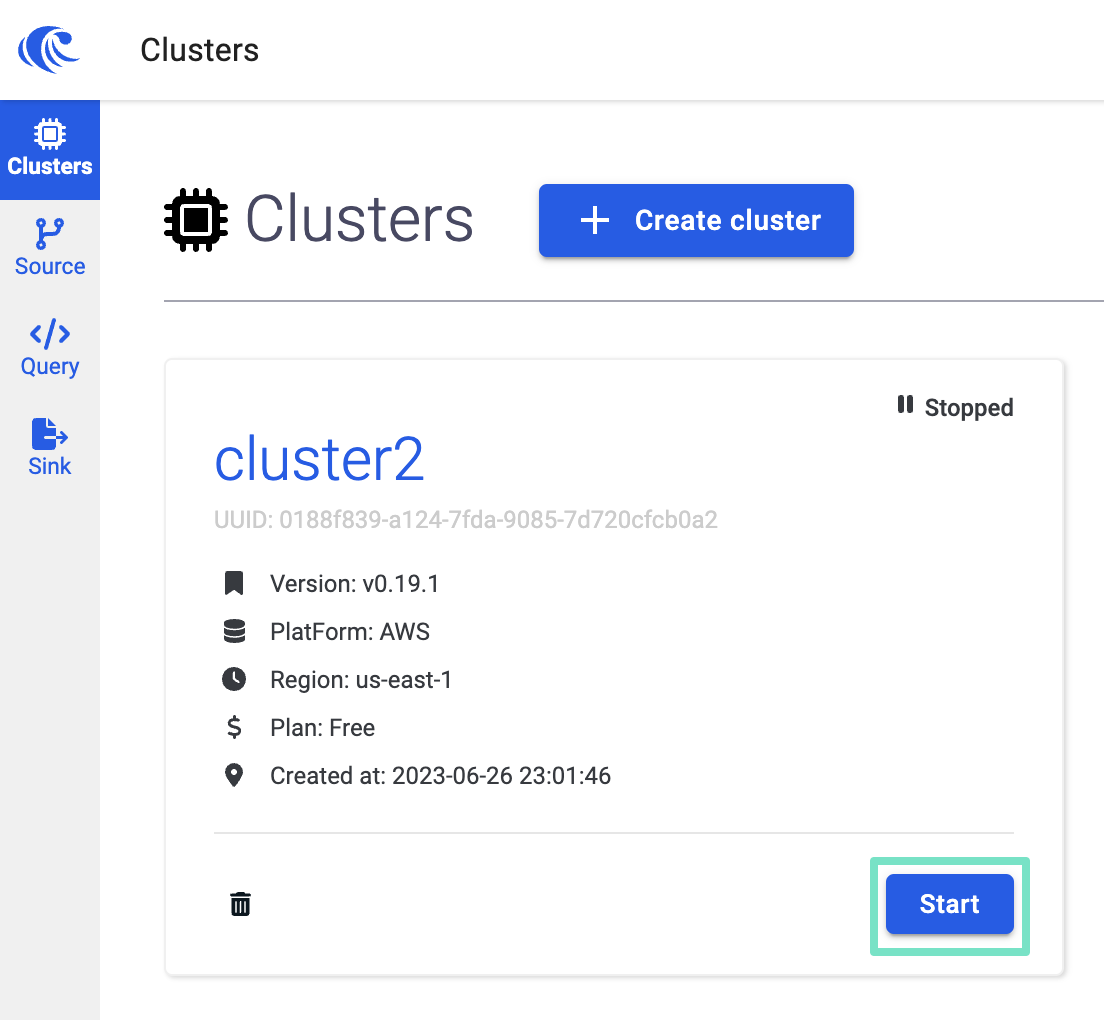 Clusters
Clusters
Source
Query
Sink
Clusters
Create cluster
Stopped
cluster2
UUID: 0188f839-a124-7fda-9085-7d720cfcb0a2
Version: v0.19.1
PlatForm: AWS
Region: us-east-1
Plan: Free
Created at: 2023-06-26 23:01:46
Start